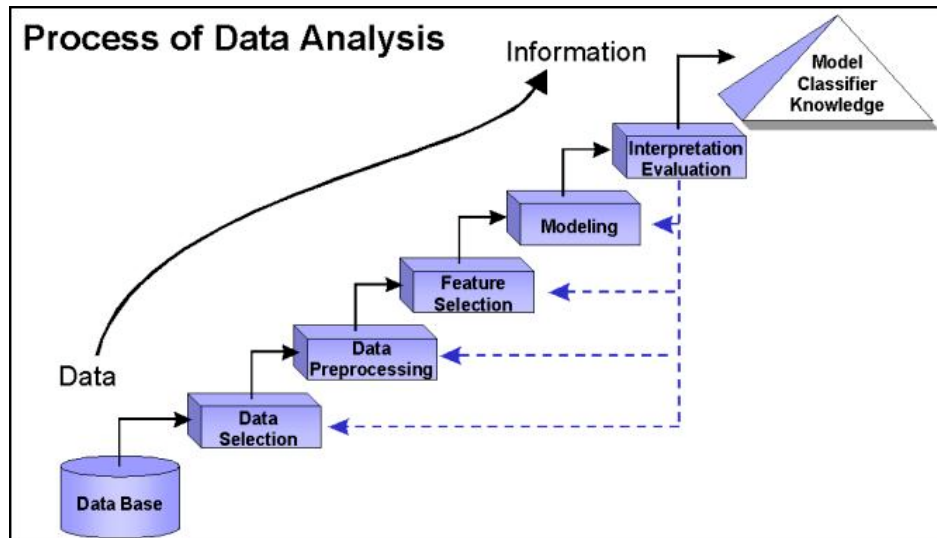 Process of Data Analysis
Information
Model
Classifier
Knowledge
Interpretation
Evaluation
Modeling
Feature
Selection
Data
Preprocessing
Data
Data
Selection
Data Base